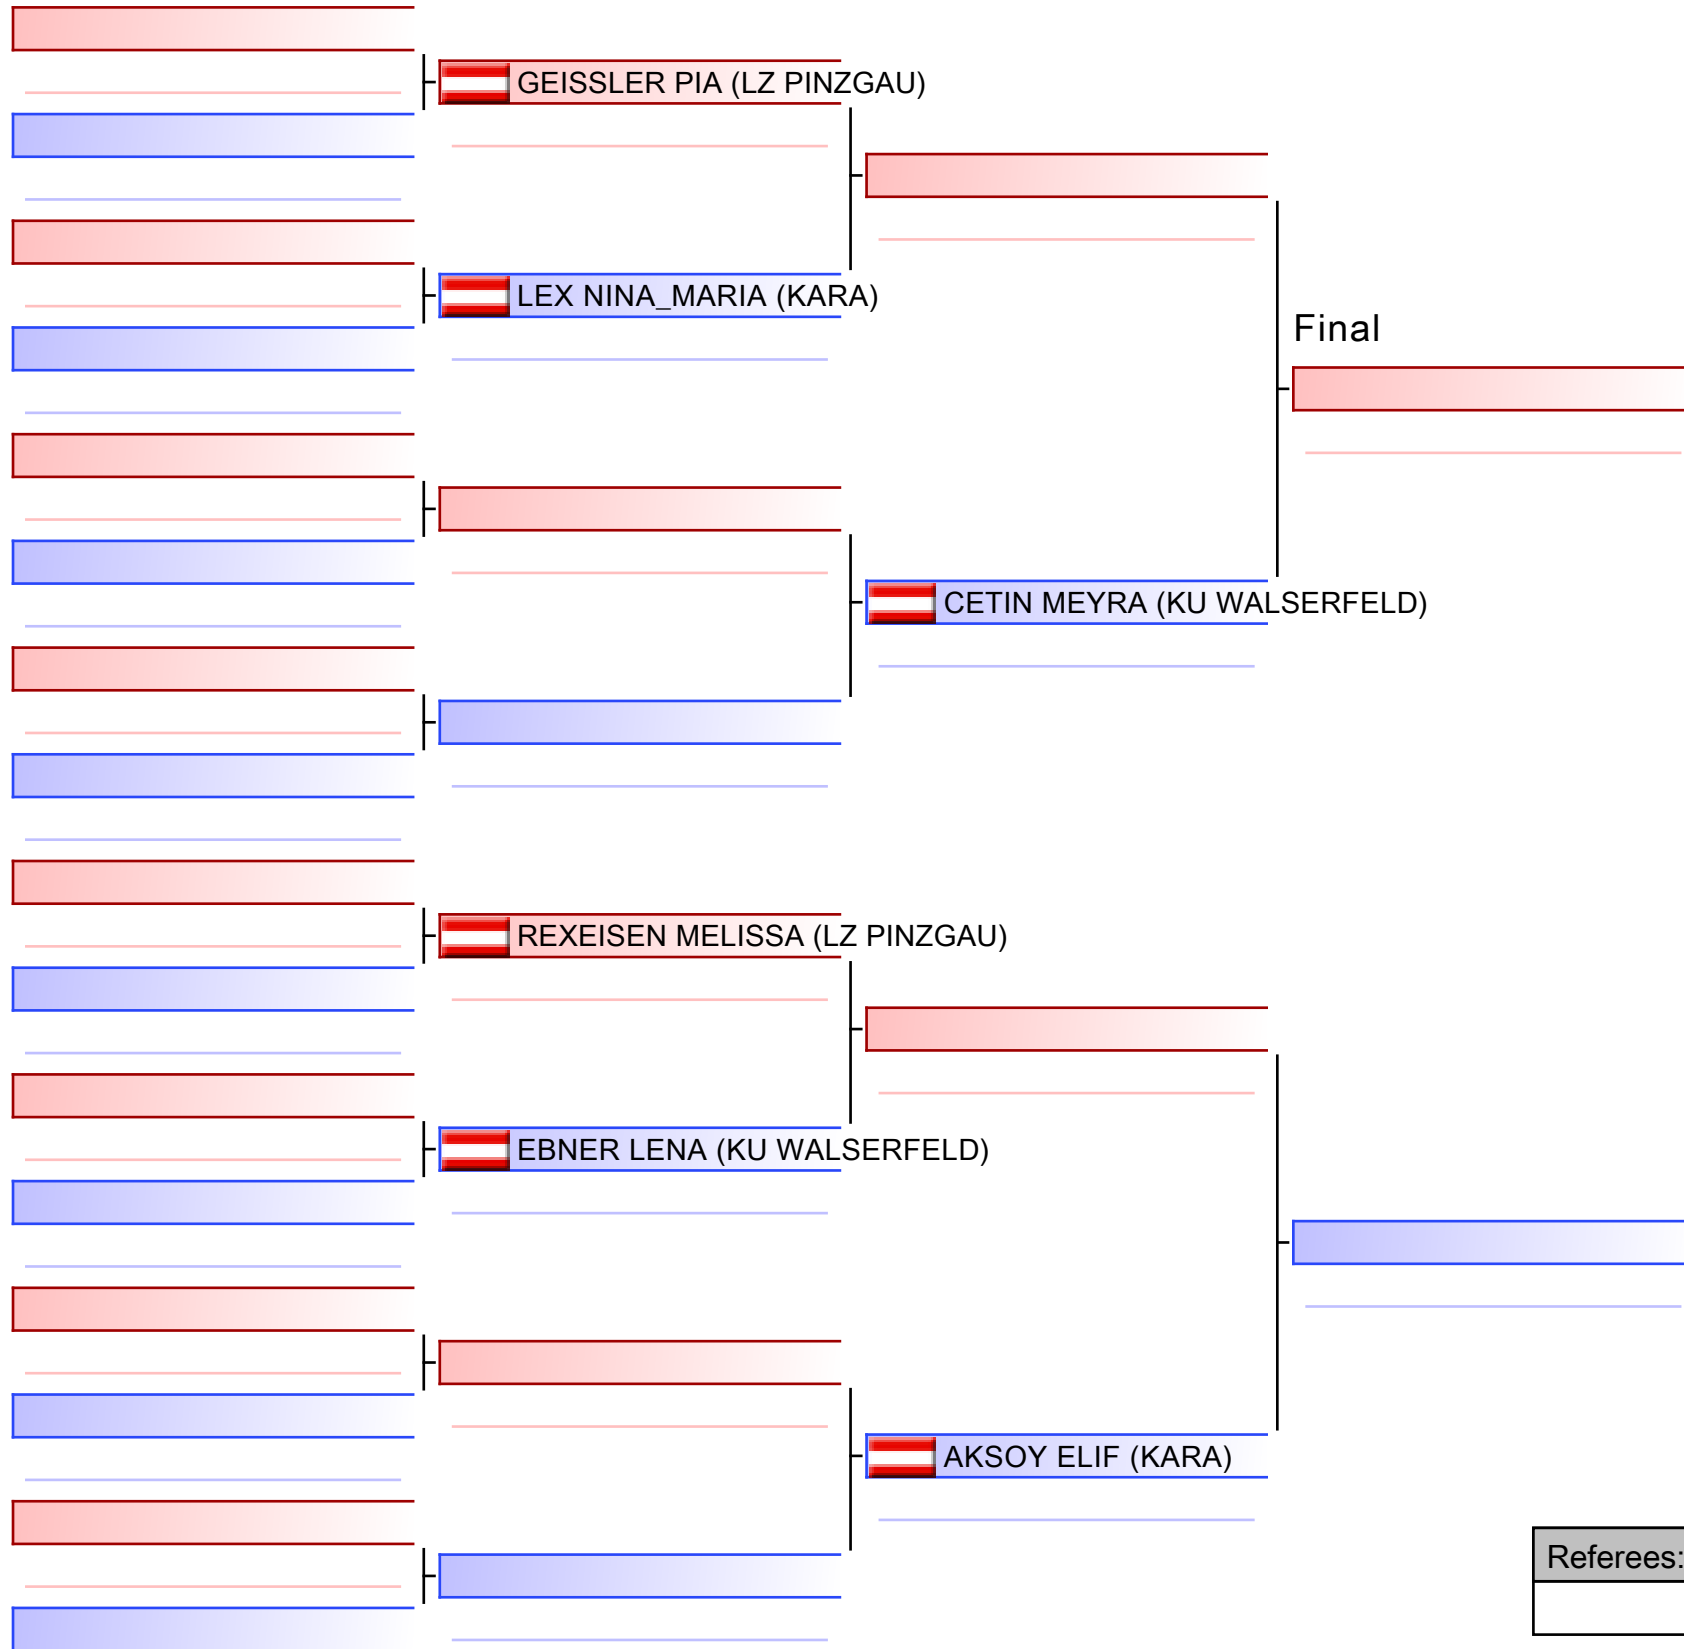 GEISSLER PIA (LZ PINZGAU)
LEX NINA_MARIA (KARA)
Final
CETIN MEYRA (KU WALSERFELD)
REXEISEN MELISSA (LZ PINZGAU)
EBNER LENA (KU WALSERFELD)
AKSOY ELIF (KARA)
Referees: